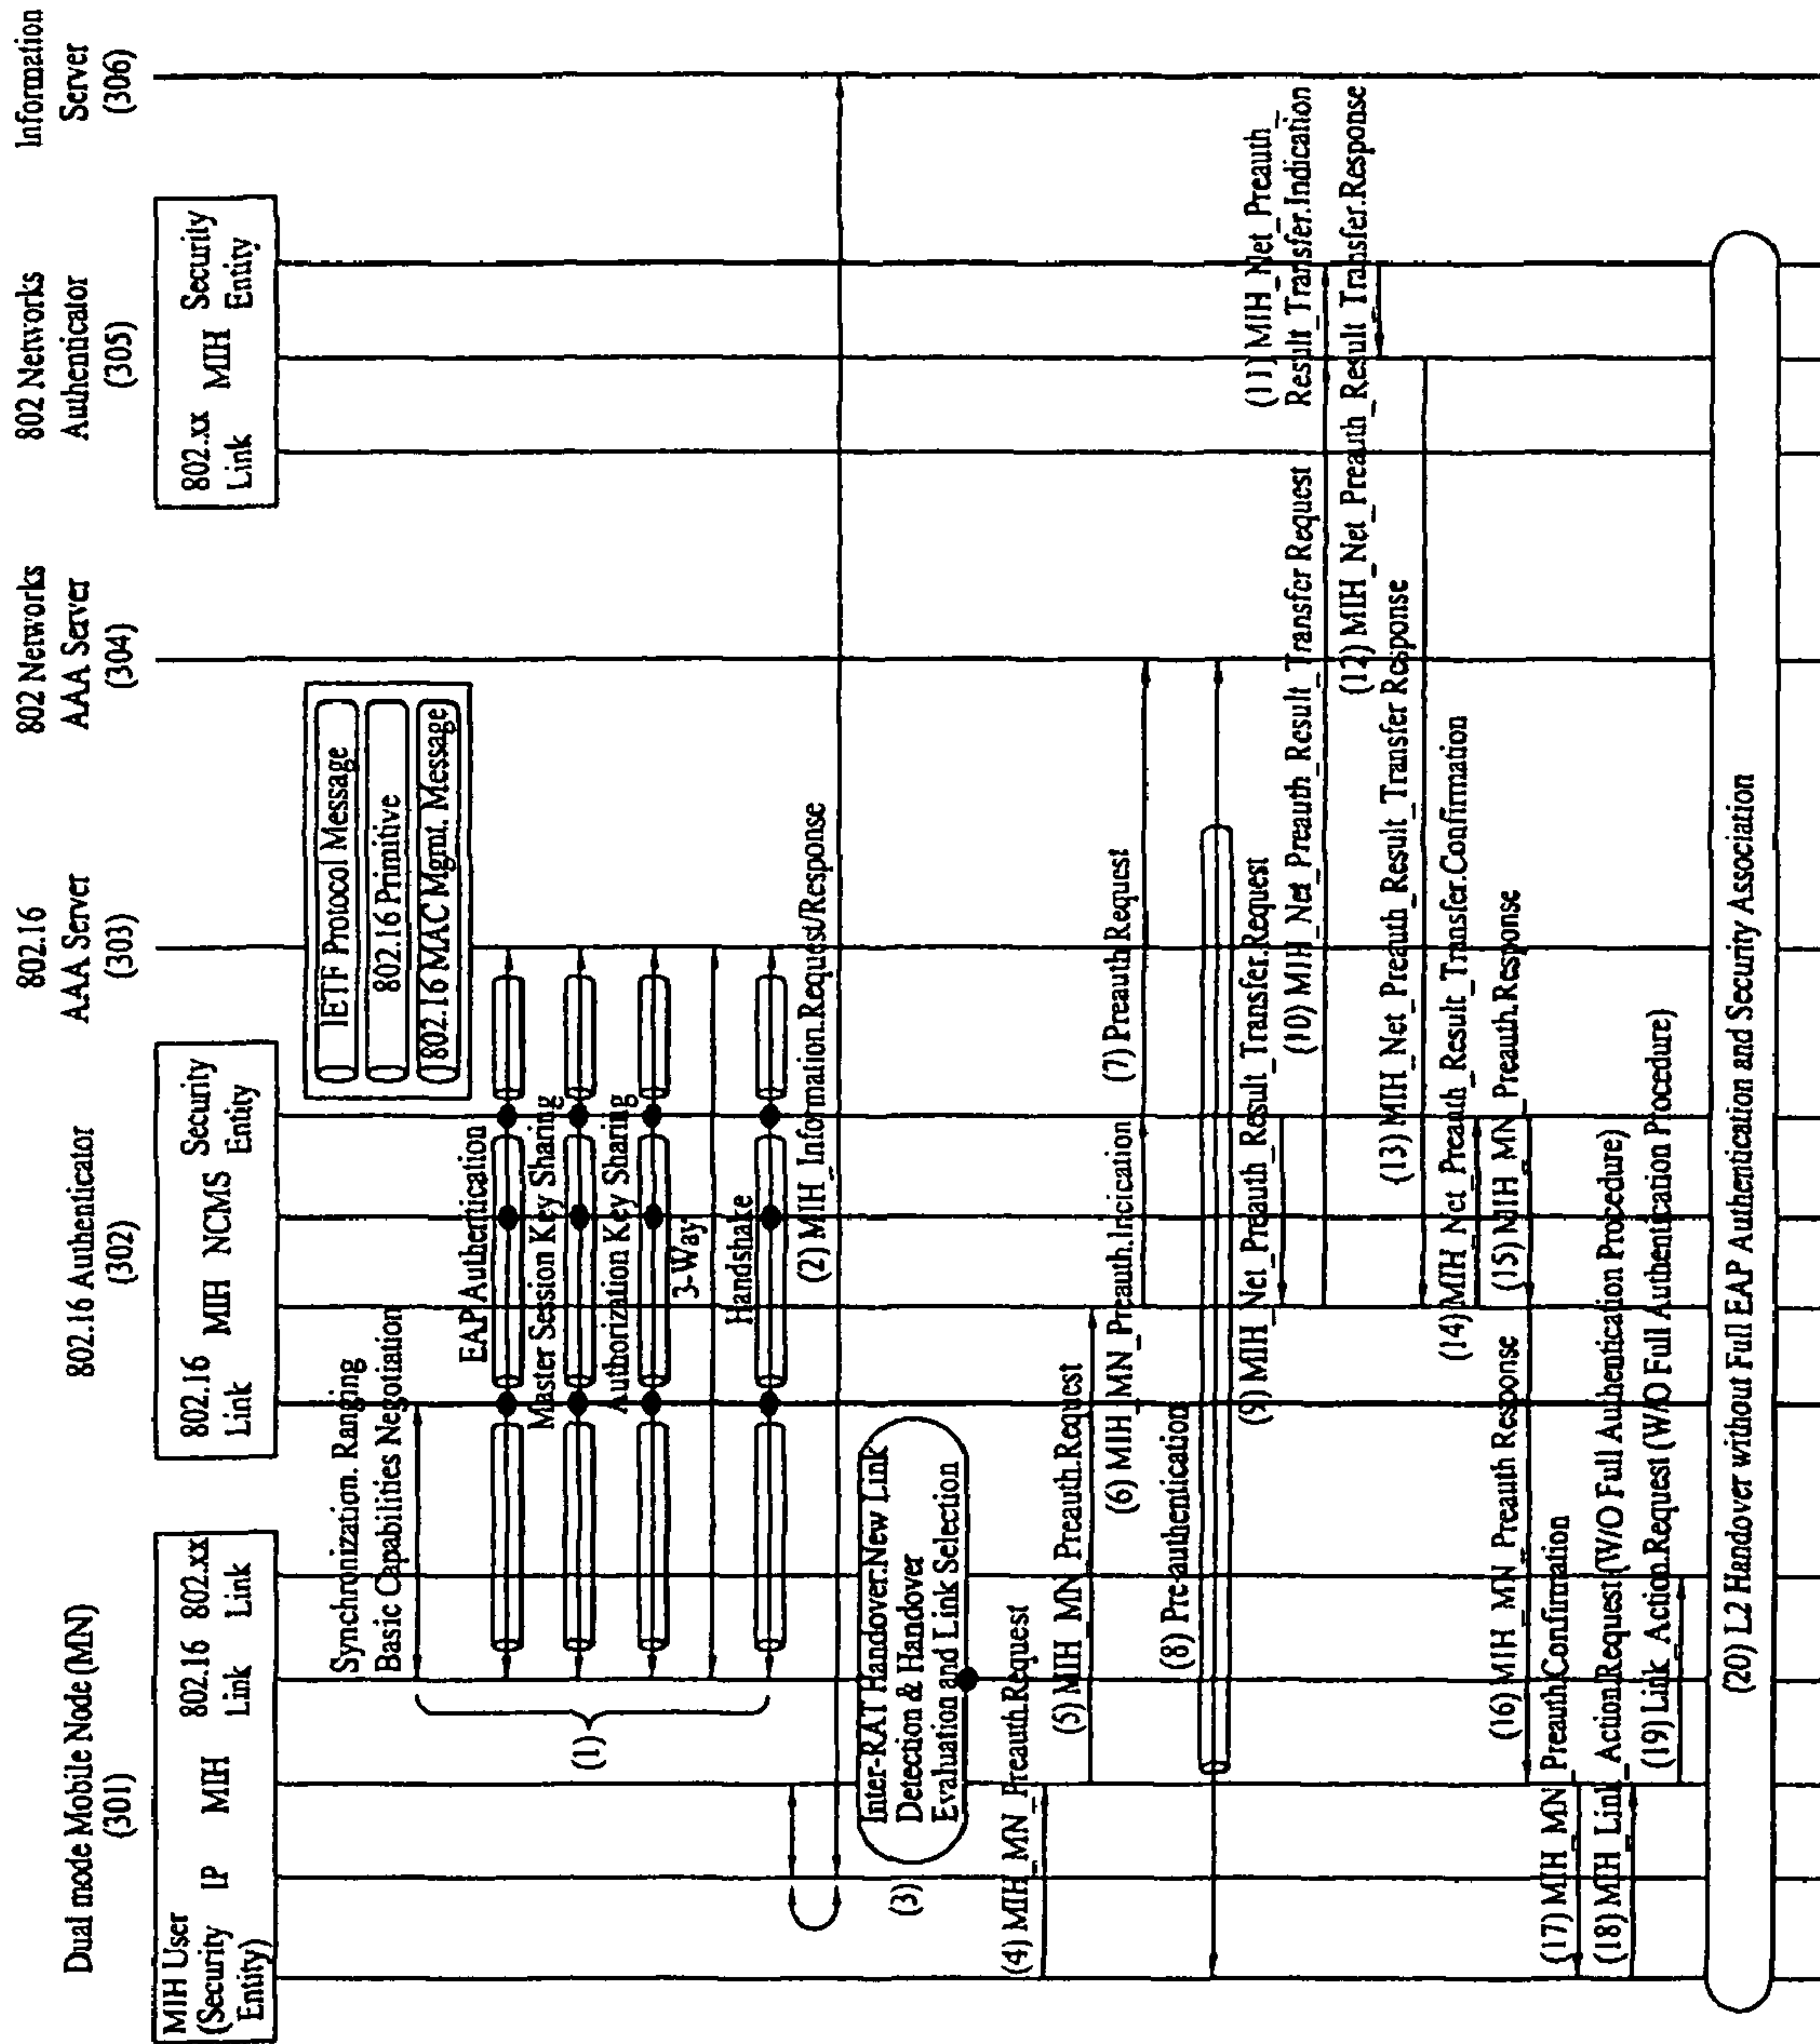 Dual mode Mobile Node (MN)
(301)
802.16 Authenticator
(302)
802.16
AAA Server
(303)
802 Networks
AAA Server
(304)
802 Networks
Authenticator
(305)
Information
Server
(306)
MIH User
(Security
Entity)
IP
MIH
802.16
Link
802.xx
Link
802.16
Link
MIH
NCMS
Security
Entity
802.xx
Link
MIH
Security
Entity
IETF Protocol Message
802.16 Primitive
802.16 MAC Mgmt. Message
Synchronization. Ranging
Basic Capabilities Negotiation
(1)
EAP Authentication
Master Session Key Sharing
Authorization Key Sharing
3-Way
Handshake
(2) MIH_Information.Request/Response
(3)
Inter-RAT Handover.New Link
Detection & Handover
Evaluation and Link Selection
(4) MIH_MN_Preauth.Request
(5) MIH_MN_Preauth.Request
(6) MIH_MN_Preauth.Incication
(7) Preauth.Request
(8) Pre-authentication
(9) MIH_Net_Preauth_Result_Transfer.Request
(10) MIH_Net_Preauth_Result_Transfer Request
(11) MIH_Net_Preauth_
Result_Transfer.Indication
(12) MIH_Net_Preauth_Result_Transfer.Response
(13) MIH_Net_Preauth_Result_Transfer Response
(14) MIH_Net_Preauth_Result_Transfer.Confirmation
(15) MIH_MN_Preauth.Response
(16) MIH_MN_Preauth Response
(17) MIH_MN_Preauth.Confirmation
(18) MIH_Link_Action.Request (W/O Full Authentication Procedure)
(19) Link_Action.Request (W/O Full Authentication Procedure)
(20) L2 Handover without Full EAP Authentication and Security Association